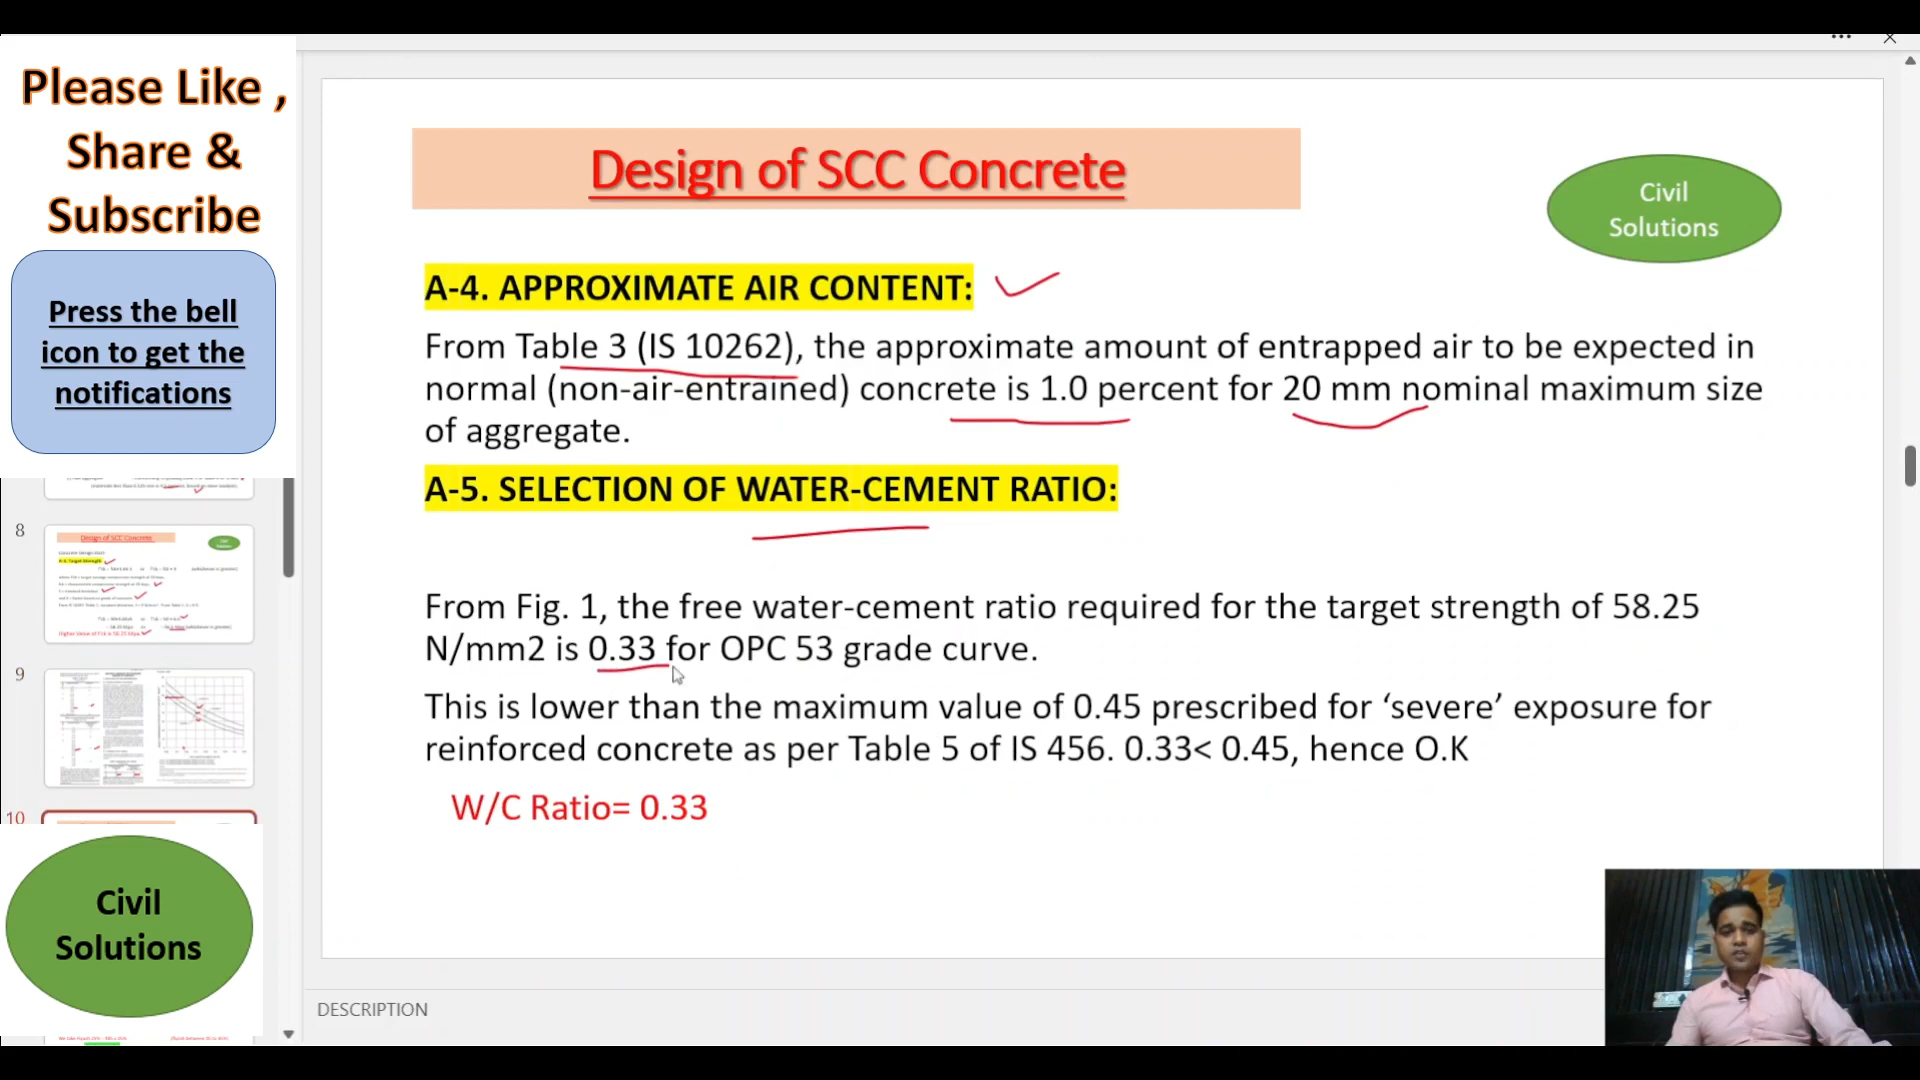 Please Like ,
Share &
Subscribe
Press the bell
icon to get the
notifications
8
9
10
Civil
Solutions
Design of SCC Concrete
Civil
Solutions
A-4. APPROXIMATE AIR CONTENT:
From Table 3 (IS 10262), the approximate amount of entrapped air to be expected in
normal (non-air-entrained) concrete is 1.0 percent for 20 mm nominal maximum size
of aggregate.
A-5. SELECTION OF WATER-CEMENT RATIO:
From Fig. 1, the free water-cement ratio required for the target strength of 58.25
N/mm2 is 0.33 for OPC 53 grade curve.
This is lower than the maximum value of 0.45 prescribed for ‘severe’ exposure for
reinforced concrete as per Table 5 of IS 456. 0.33< 0.45, hence O.K
W/C Ratio= 0.33
DESCRIPTION
Design of SCC Concrete